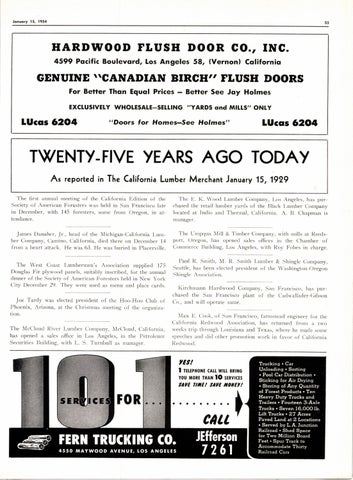 January 15, 1954
55
HARDWOOD FLUSH DOOR CO., INC.
4599 Pacific Boulevard, Los Angeles 58, (Vernon) California
GENUINE "CANADIAN BIRCH" FLUSH DOORS
For Better Than Equal Prices — Better See Jay Holmes
EXCLUSIVELY WHOLESALE—SELLING "YARDS and MILLS" ONLY
LUcas 6204 "Doors for Homes—See Holmes" LUcas 6204
TWENTY-FIVE YEARS AGO TODAY
As reported in The California Lumber Merchant January 15, 1929
The first annual meeting of the California Edition of the
Society of American Foresters was held in San Francisco late
in December, with 145 foresters, some from Oregon, in at-
tendance.
James Danaher, Jr., head of the Michigan-California Lum-
ber Company, Camino, California, died there on December 14
from a heart attack. He was 63. He was buried in Placerville.
The West Coast Lumbermen's Association supplied 175
Douglas Fir plywood panels, suitably inscribed, for the annual
dinner of the Society of American Foresters held in New York
City December 29. They were used as menu and place cards.
Joe Tardy was elected president of the Hoo-Hoo Club of
Phoenix, Arizona, at the Christmas meeting of the organiza-
tion.
The McCloud River Lumber Company, McCloud, California,
has opened a sales office in Los Angeles, in the Petroleum
Securities Building, with L. S. Turnbull as manager.
The E. K. Wood Lumber Company, Los Angeles, has pur-
chased the retail lumber yards of the Black Lumber Company
located at Indio and Thermal, California. A. B. Chapman is
manager.
The Umpqua Mill & Timber Company, with mills at Reeds-
port, Oregon, has opened sales offices in the Chamber of
Commerce Building, Los Angeles, with Roy Forbes in charge.
Paul R. Smith, M. R. Smith Lumber & Shingle Company,
Seattle, has been elected president of the Washington-Oregon
Shingle Association.
Kirchmann Hardwood Company, San Francisco, has pur-
chased the San Francisco plant of the Cadwallader-Gibson
Co., and will operate same.
Max E. Cook, of San Francisco, farmstead engineer for the
California Redwood Association, has returned from a two
weeks trip through Louisiana and Texas, where he made some
speeches and did other promotion work in favor of California
Redwood.
101
SERVICES FOR
YES!
1 TELEPHONE CALL WILL BRING
YOU MORE THAN 10 SERVICES
SAVE TIME! SAVE MONEY!
CALL
JEfferson
7261
FERN TRUCKING CO.
4550 MAYWOOD AVENUE, LOS ANGELES
Trucking • Car
Unloading • Sorting
• Pool Car Distribution •
Sticking for Air Drying
• Storing of Any Quantity
of Forest Products • Ten
Heavy Duty Trucks and
Trailers • Fourteen 3-Axle
Trucks • Seven 16,000 lb.
Lift Trucks • 27 Acres
Paved Land at 2 Locations
• Served by L.A. Junction
Railroad • Shed Space
for Two Million Board
Feet • Spur Track to
Accommodate Thirty
Railroad Cars